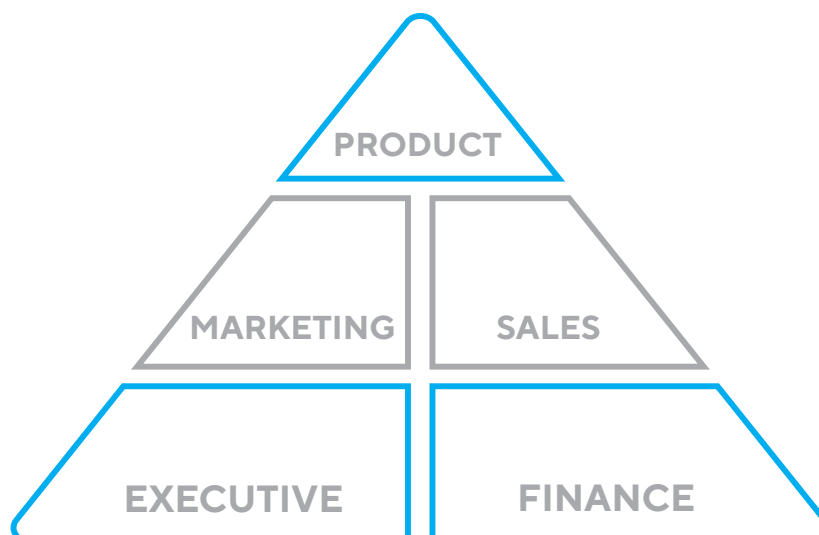 PRODUCT
MARKETING
SALES
EXECUTIVE
FINANCE